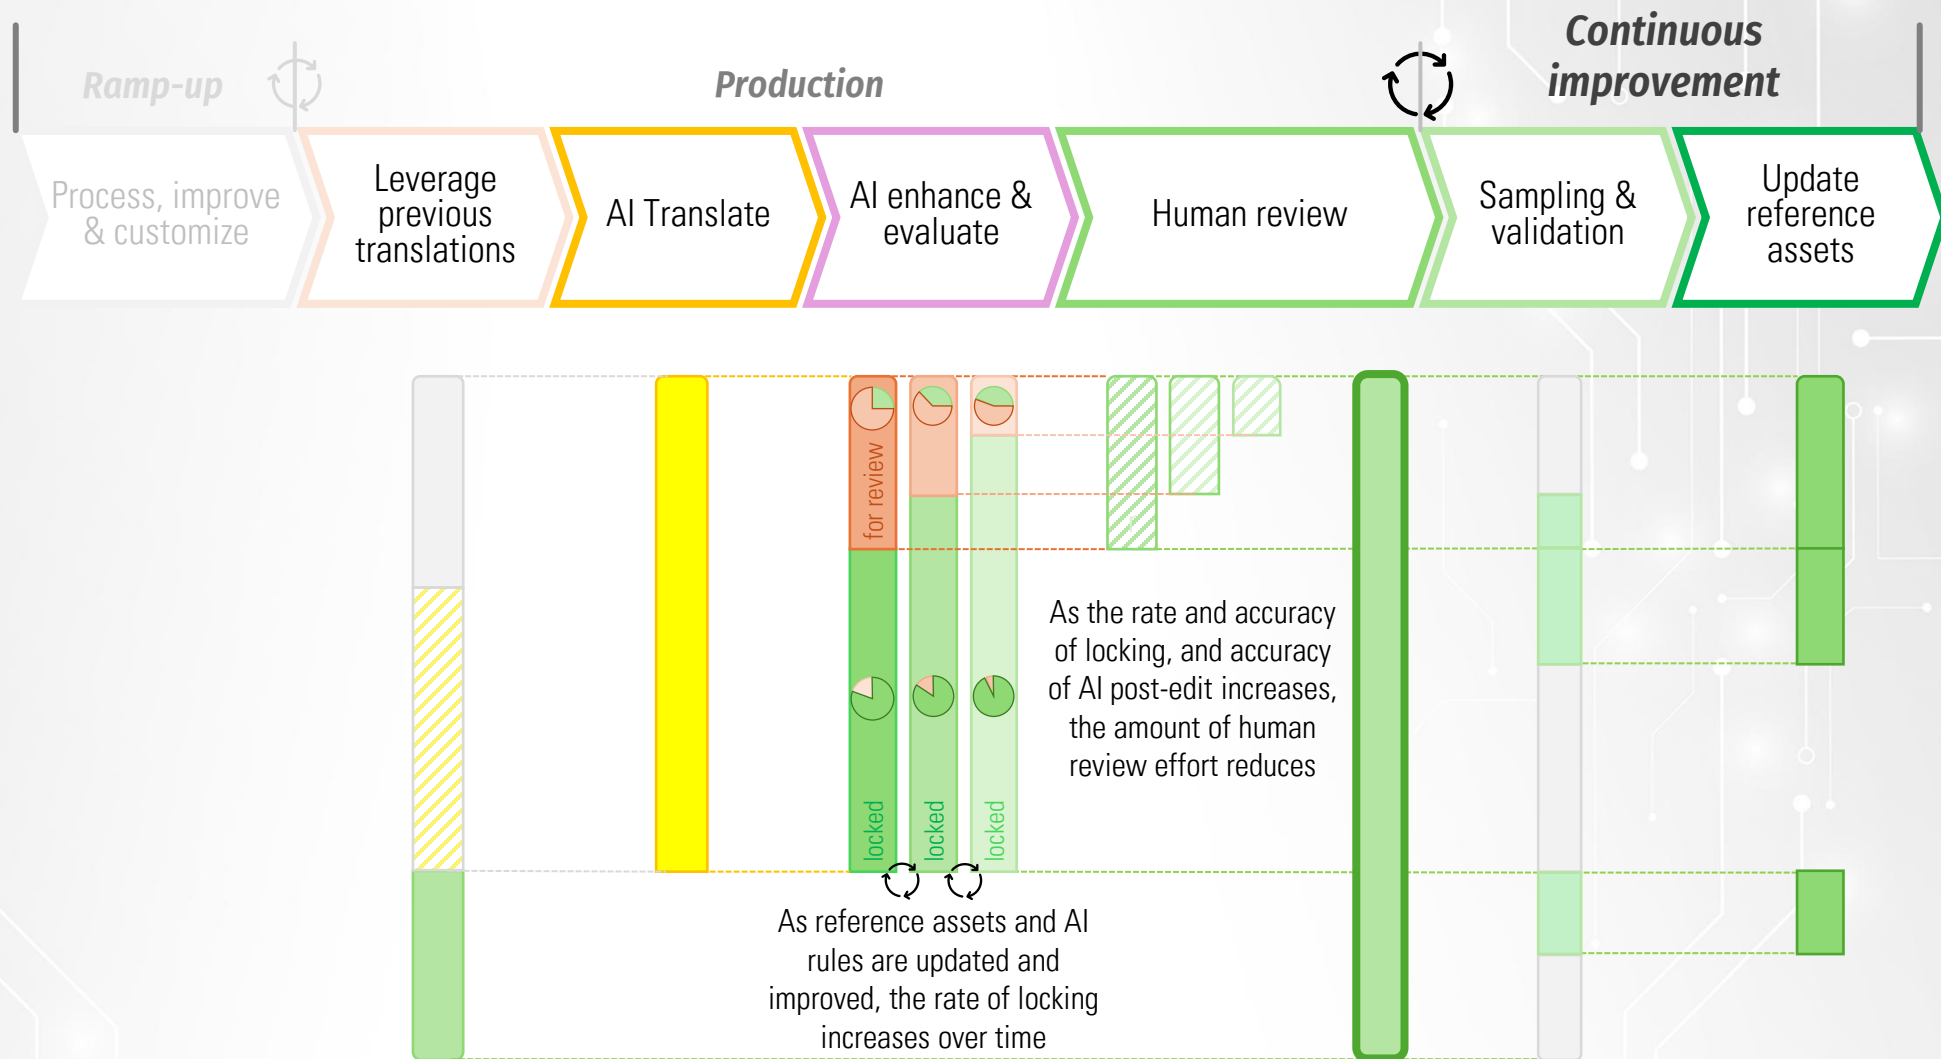 Ramp-up
Production
Continuous
improvement
Process, improve
& customize
Leverage
previous
translations
AI Translate
AI enhance &
evaluate
Human review
Sampling &
validation
Update
reference
assets
for review
locked
locked
locked
As the rate and accuracy
of locking, and accuracy
of AI post-edit increases,
the amount of human
review effort reduces
As reference assets and AI
rules are updated and
improved, the rate of locking
increases over time